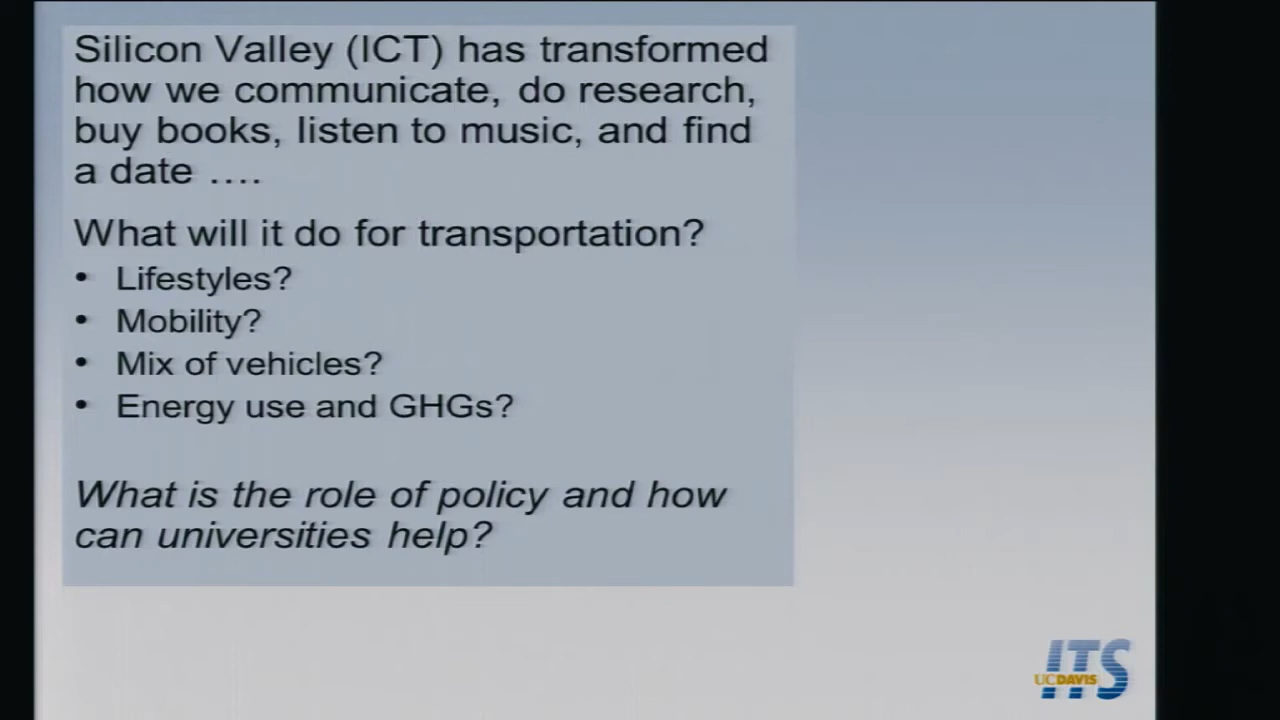 Silicon Valley (ICT) has transformed
how we communicate, do research,
buy books, listen to music, and find
a date ….
What will it do for transportation?
• Lifestyles?
• Mobility?
• Mix of vehicles?
• Energy use and GHGs?
What is the role of policy and how
can universities help?
ITS
UCDAVIS